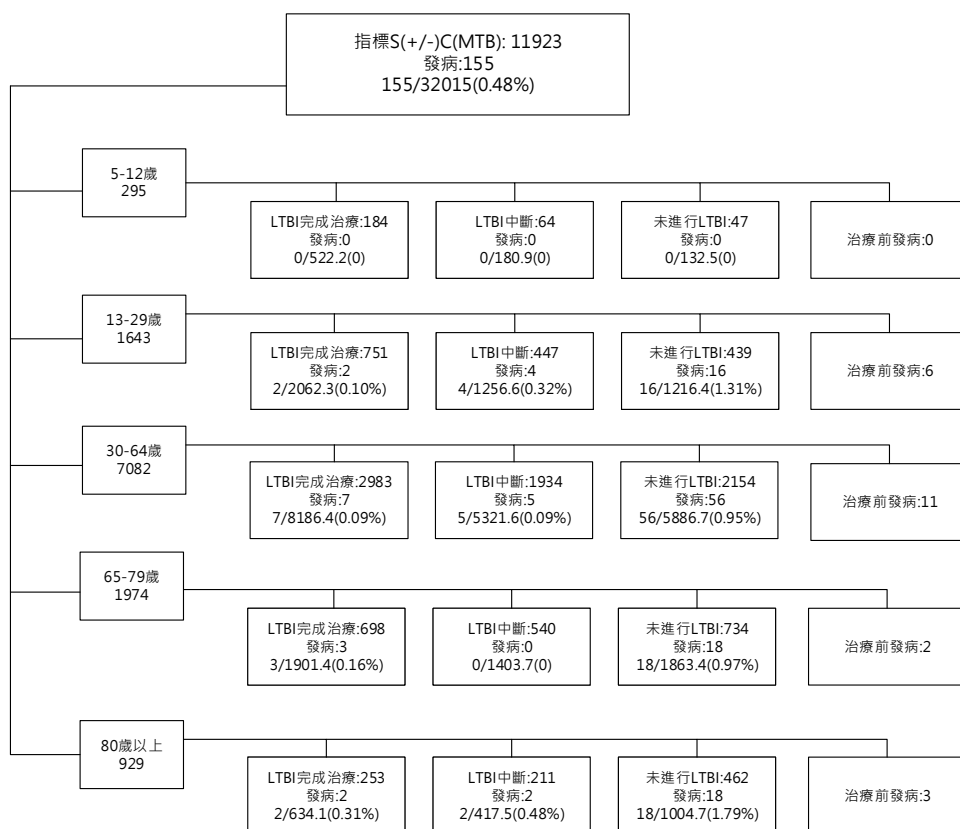 指標S(+/-)C(MTB): 11923
發病:155
155/32015(0.48%)
5-12歲
295
LTBI完成治療:184
發病:0
0/522.2(0)
LTBI中斷:64
發病:0
0/180.9(0)
未進行LTBI:47
發病:0
0/132.5(0)
治療前發病:0
13-29歲
1643
LTBI完成治療:751
發病:2
2/2062.3(0.10%)
LTBI中斷:447
發病:4
4/1256.6(0.32%)
未進行LTBI:439
發病:16
16/1216.4(1.31%)
治療前發病:6
30-64歲
7082
LTBI完成治療:2983
發病:7
7/8186.4(0.09%)
LTBI中斷:1934
發病:5
5/5321.6(0.09%)
未進行LTBI:2154
發病:56
56/5886.7(0.95%)
治療前發病:11
65-79歲
1974
LTBI完成治療:698
發病:3
3/1901.4(0.16%)
LTBI中斷:540
發病:0
0/1403.7(0)
未進行LTBI:734
發病:18
18/1863.4(0.97%)
治療前發病:2
80歲以上
929
LTBI完成治療:253
發病:2
2/634.1(0.31%)
LTBI中斷:211
發病:2
2/417.5(0.48%)
未進行LTBI:462
發病:18
18/1004.7(1.79%)
治療前發病:3